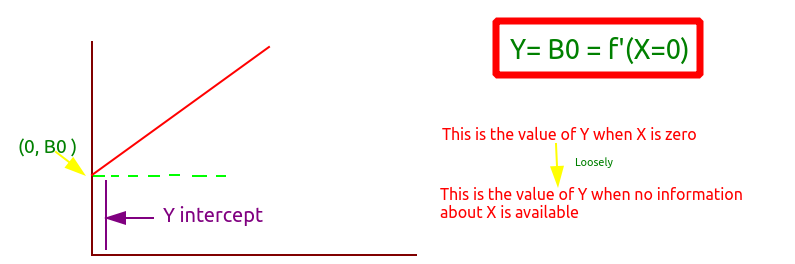 Y= B0 = f'(X=0)
(0, B0 )
This is the value of Y when X is zero
Loosely
This is the value of Y when no information
about X is available
Y intercept